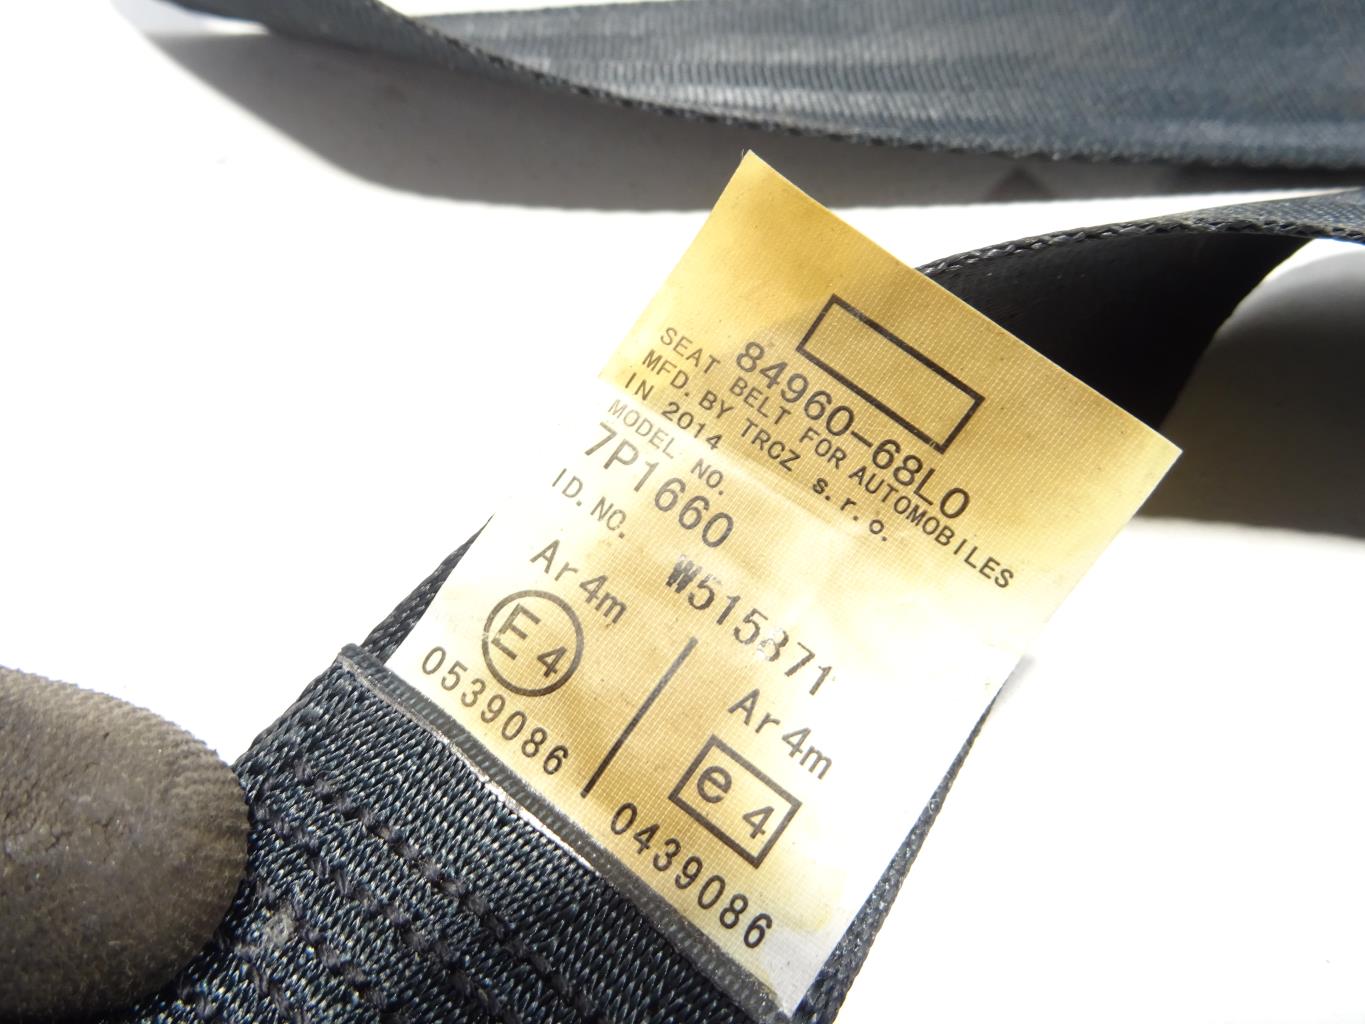 84960-68L0
SEAT BELT FOR AUTOMOBILES
MFD. BY TRCZ s.r.o.
IN 2014
MODEL NO.
7P1660
ID.NO. W515871
Ar4m Ar4m
E4 e4
0539086 0439086